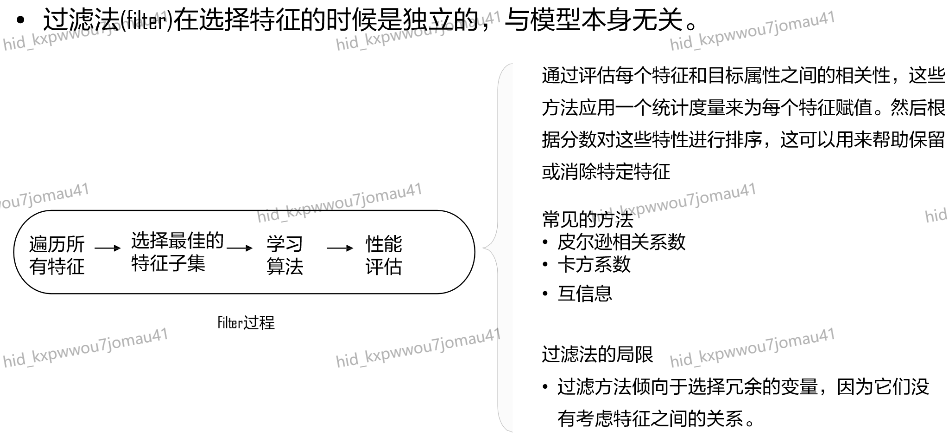 • 过滤法(filter)在选择特征的时候是独立的，与模型本身无关。
遍历所
有特征
选择最佳的
特征子集
学习
算法
性能
评估
Filter过程
通过评估每个特征和目标属性之间的相关性，这些
方法应用一个统计度量来为每个特征赋值。然后根
据分数对这些特性进行排序，这可以用来帮助保留
或消除特定特征
常见的方法
• 皮尔逊相关系数
• 卡方系数
• 互信息
过滤法的局限
• 过滤方法倾向于选择冗余的变量，因为它们没
有考虑特征之间的关系。
hid_kxpwwou7jomau41
hid_kxpwwou7jomau41
hid_kxpwwou7jomau41
wou7jomau41
hid_kxpwwou7jomau41
hid_kxpwwou7jomau41
hid
hid_kxpwwou7jomau41
hid_kxpwwou7jomau41
hid_kxpwwou7jomau41